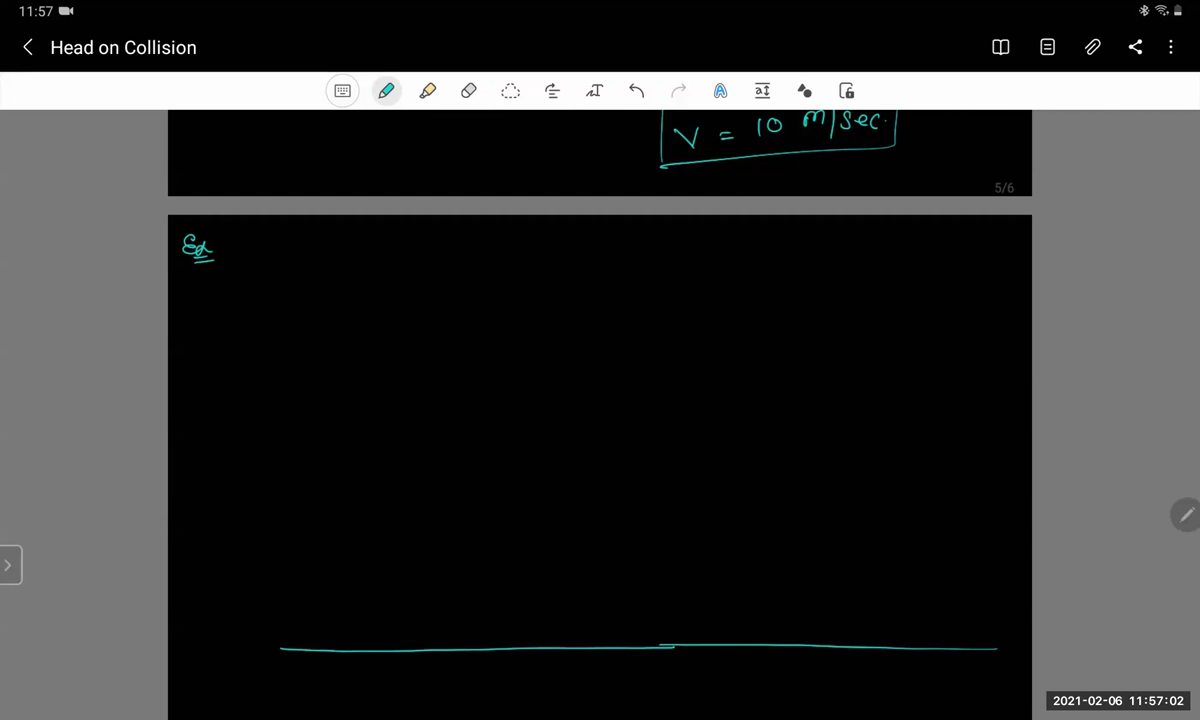 11:57
Head on Collision
V = 10 m/sec.
5/6
Ex
2021-02-06 11:57:02